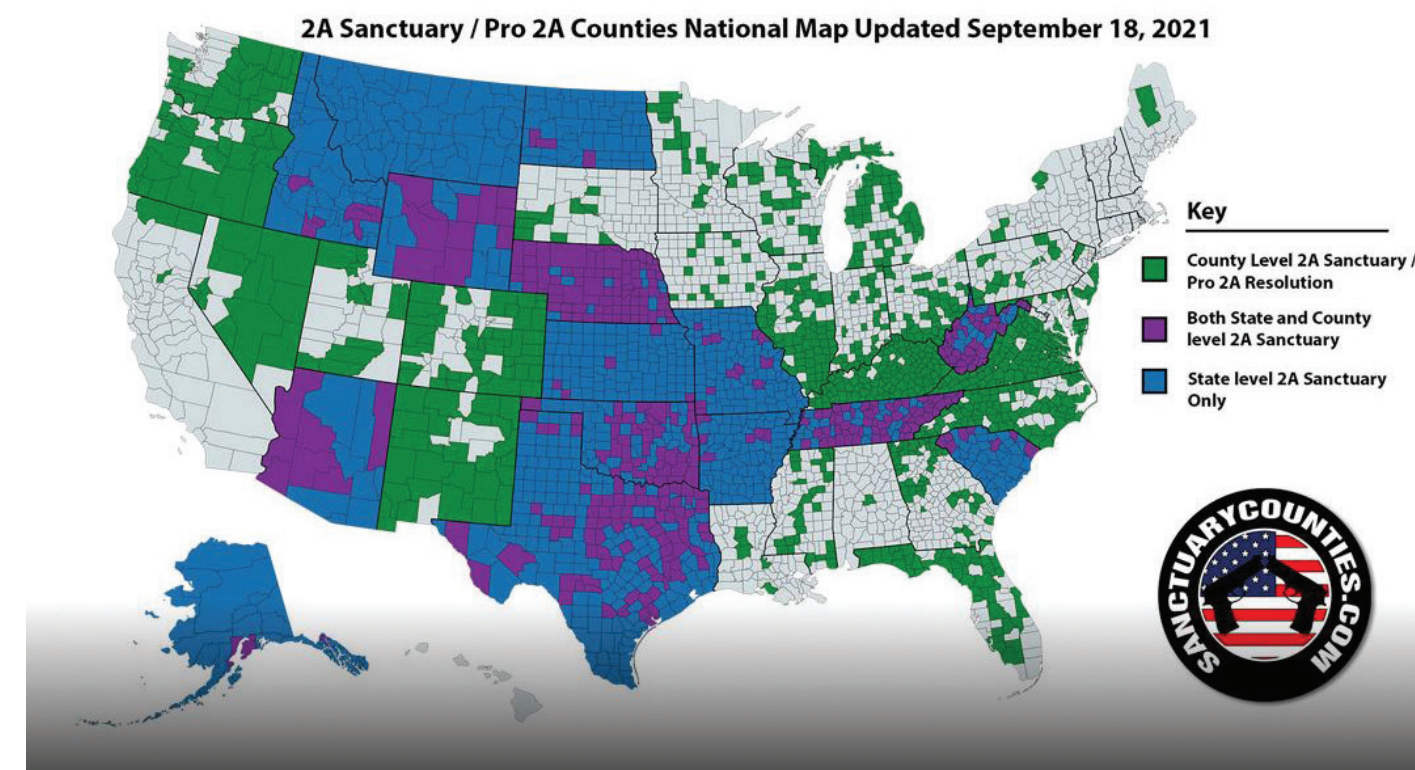 2A Sanctuary / Pro 2A Counties National Map Updated September 18, 2021
Key
County Level 2A Sanctuary /
Pro 2A Resolution
Both State and County
level 2A Sanctuary
State level 2A Sanctuary
Only
SANCTUARYCOUNTIES.COM